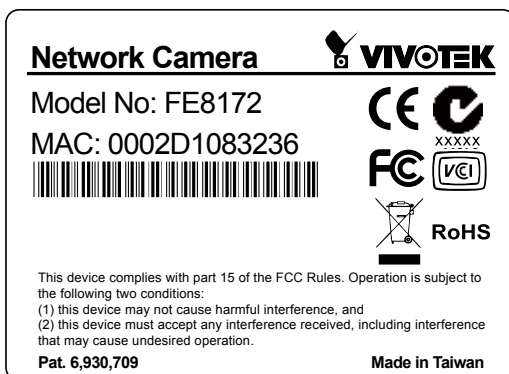 Network Camera
VIVOTEK
Model No: FE8172
MAC: 0002D1083236
CE
XXXXX
FC
VCI
RoHS
This device complies with part 15 of the FCC Rules. Operation is subject to
the following two conditions:
(1) this device may not cause harmful interference, and
(2) this device must accept any interference received, including interference
that may cause undesired operation.
Pat. 6,930,709
Made in Taiwan